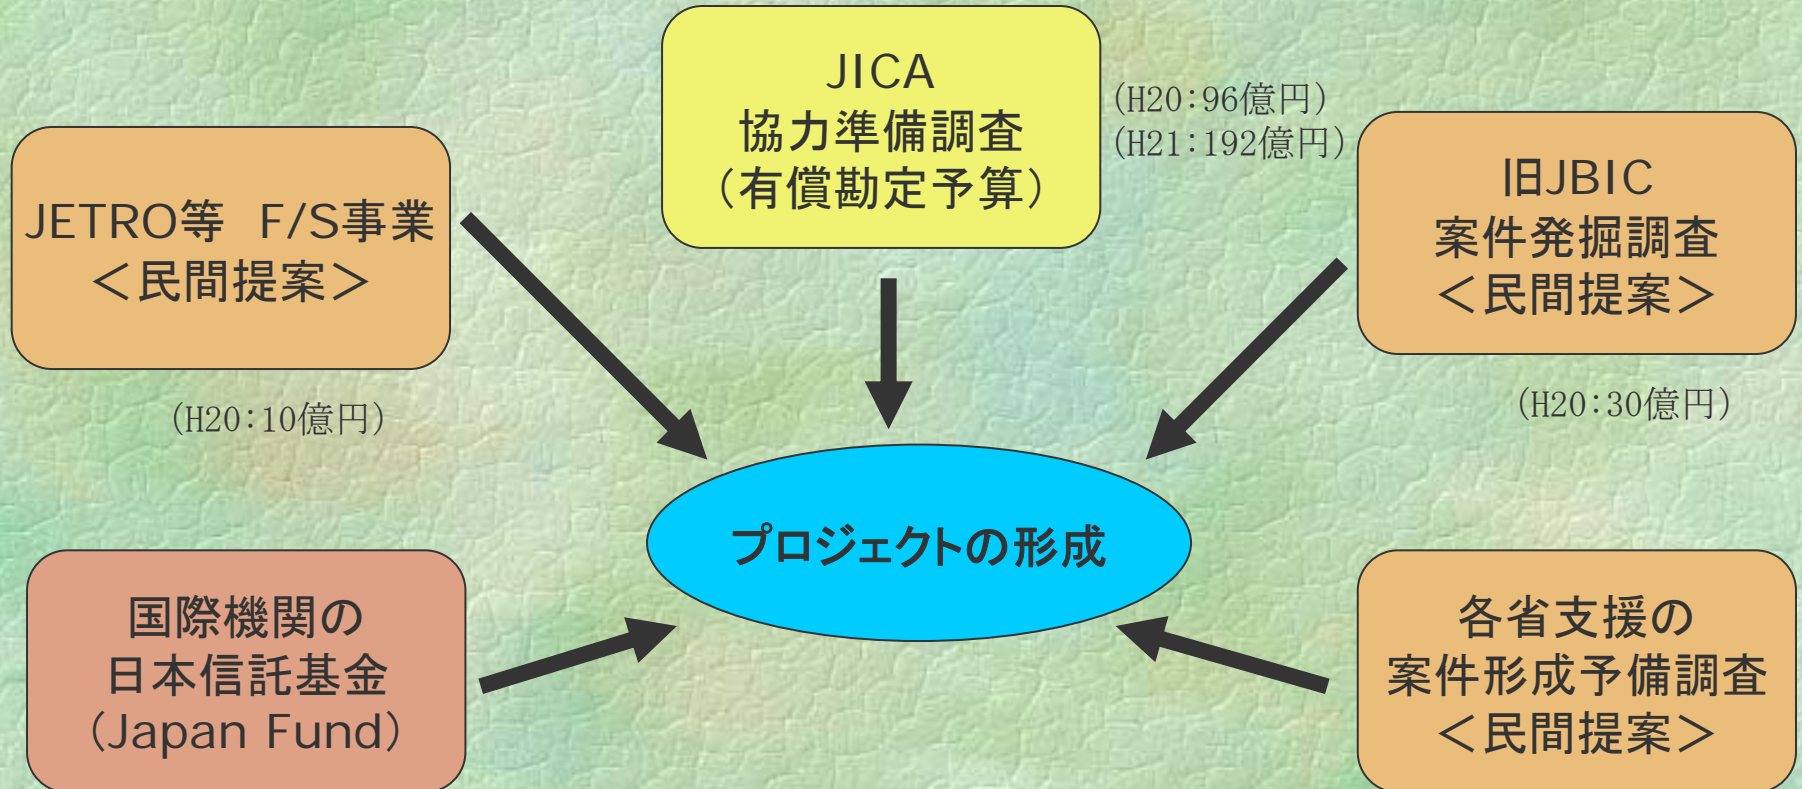 JICA
協力準備調査
（有償勘定予算）
(H20:96億円)
(H21:192億円)
JETRO等　F/S事業
＜民間提案＞
(H20:10億円)
旧JBIC
案件発掘調査
＜民間提案＞
(H20:30億円)
プロジェクトの形成
国際機関の
日本信託基金
（Japan Fund）
各省支援の
案件形成予備調査
＜民間提案＞